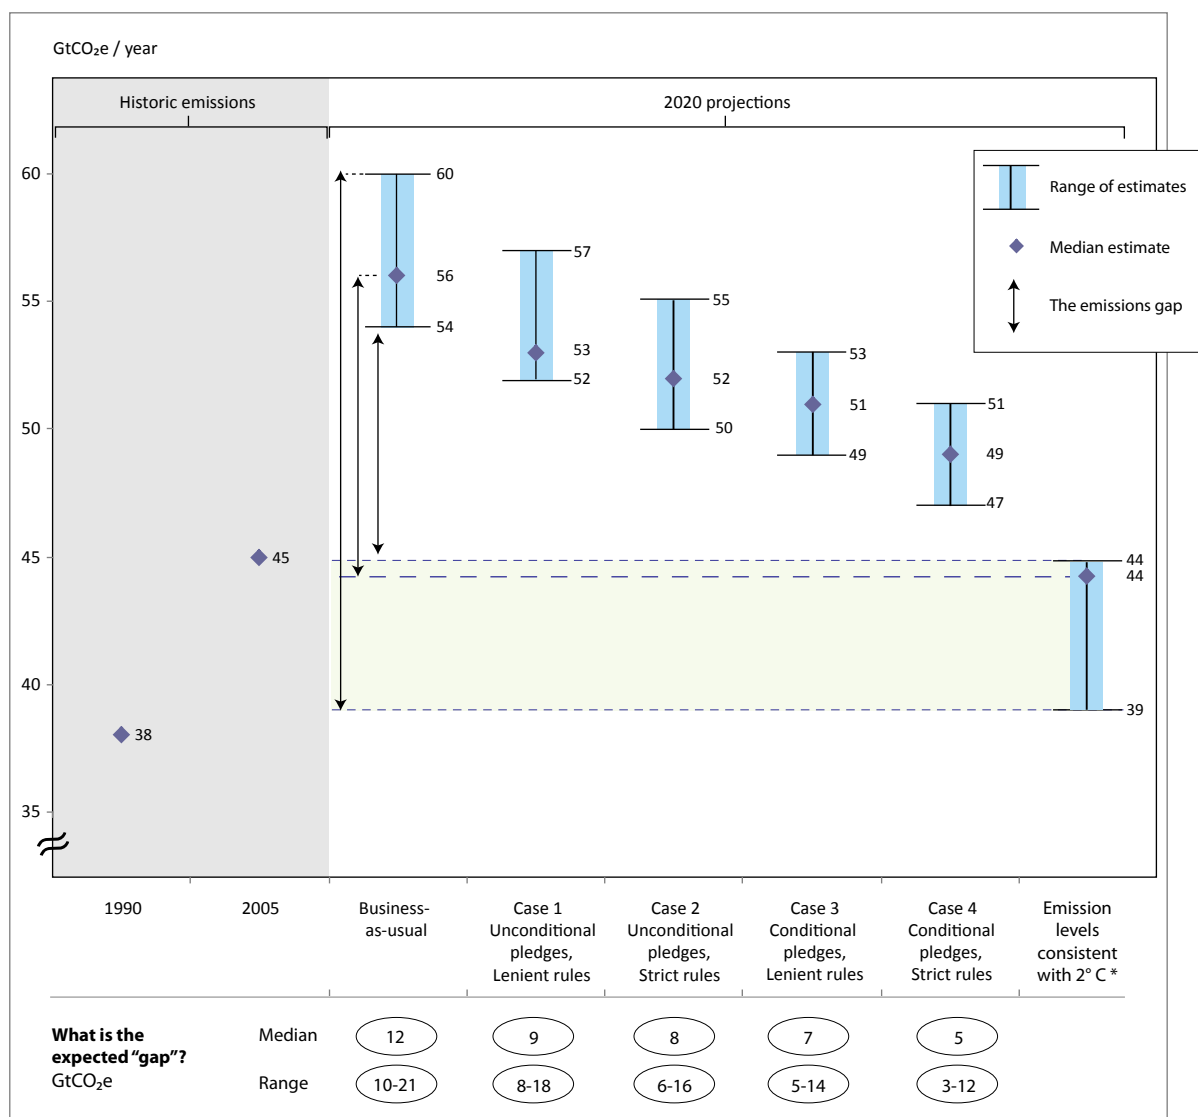 GtCO₂e / year
Historic emissions
2020 projections
60
55
50
45
40
35
Range of estimates
Median estimate
The emissions gap
38
45
60
56
54
57
53
52
55
52
50
53
51
49
51
49
47
44
44
39
1990
2005
Business-
as-usual
Case 1
Unconditional
pledges,
Lenient rules
Case 2
Unconditional
pledges,
Strict rules
Case 3
Conditional
pledges,
Lenient rules
Case 4
Conditional
pledges,
Strict rules
Emission
levels
consistent
with 2° C *
What is the
expected “gap”?
GtCO₂e
Median
12
9
8
7
5
Range
10-21
8-18
6-16
5-14
3-12